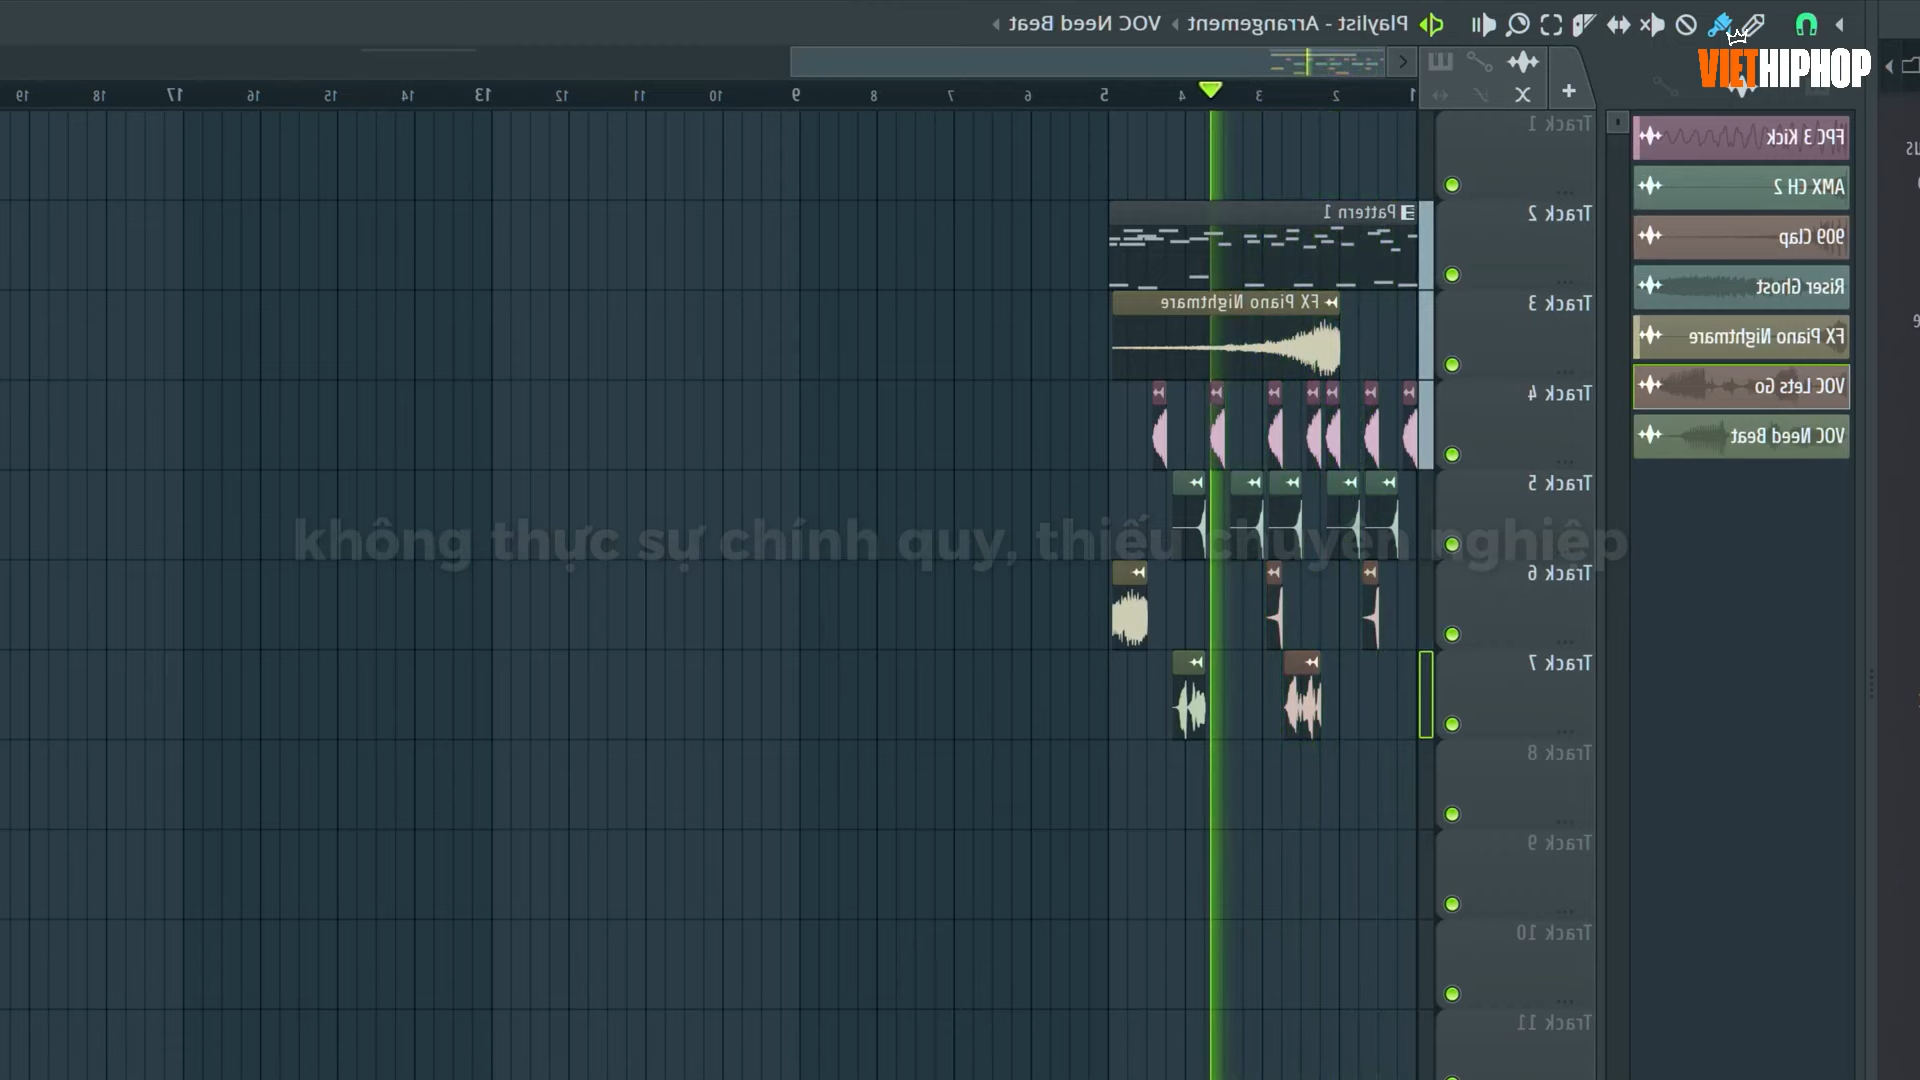 Playlist - Arrangement › VOC Need Beat ›
VIETHIPHOP
1 2 3 4 5 6 7 8 9 10 11 12 13 14 15 16 17 18 19
FPC 3 Kick
AMX CH 2
909 Clap
Riser Ghost
FX Piano Nightmare
VOC Lets Go
VOC Need Beat
Track 1
Track 2
Pattern 1
Track 3
FX Piano Nightmare
Track 4
Track 5
không thực sự chính quy, thiếu chuyên nghiệp
Track 6
Track 7
Track 8
Track 9
Track 10
Track 11